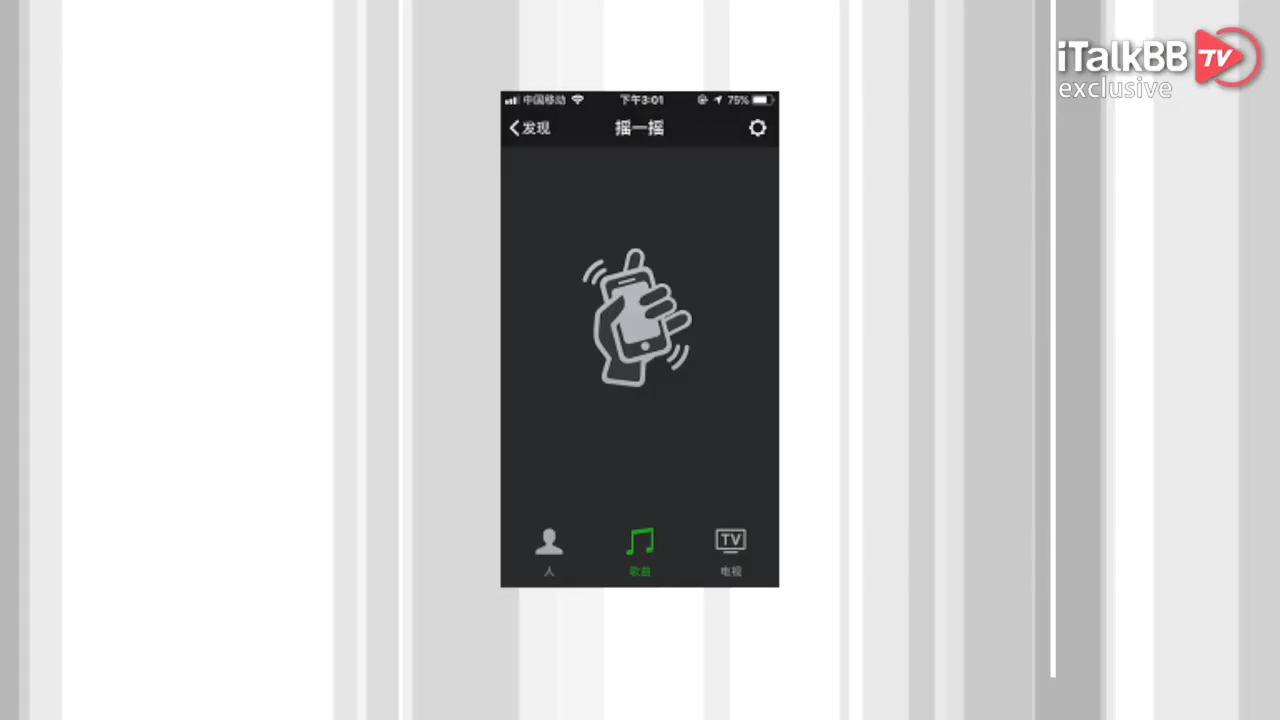 iTalkBB TV
exclusive
中国移动 下午3:01 75%
发现 摇一摇
TV
人 歌曲 电视